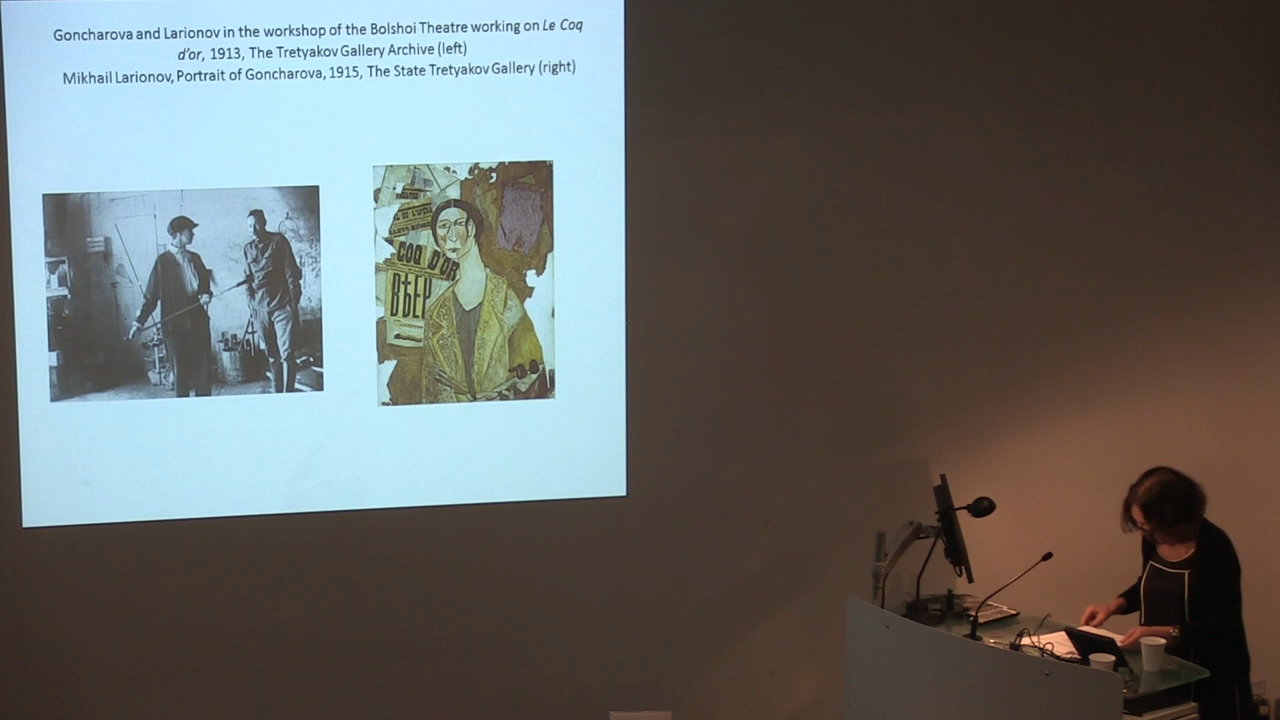 Goncharova and Larionov in the workshop of the Bolshoi Theatre working on Le Coq
d'or, 1913, The Tretyakov Gallery Archive (left)
Mikhail Larionov, Portrait of Goncharova, 1915, The State Tretyakov Gallery (right)
COQ D'OR
ВѢЕР